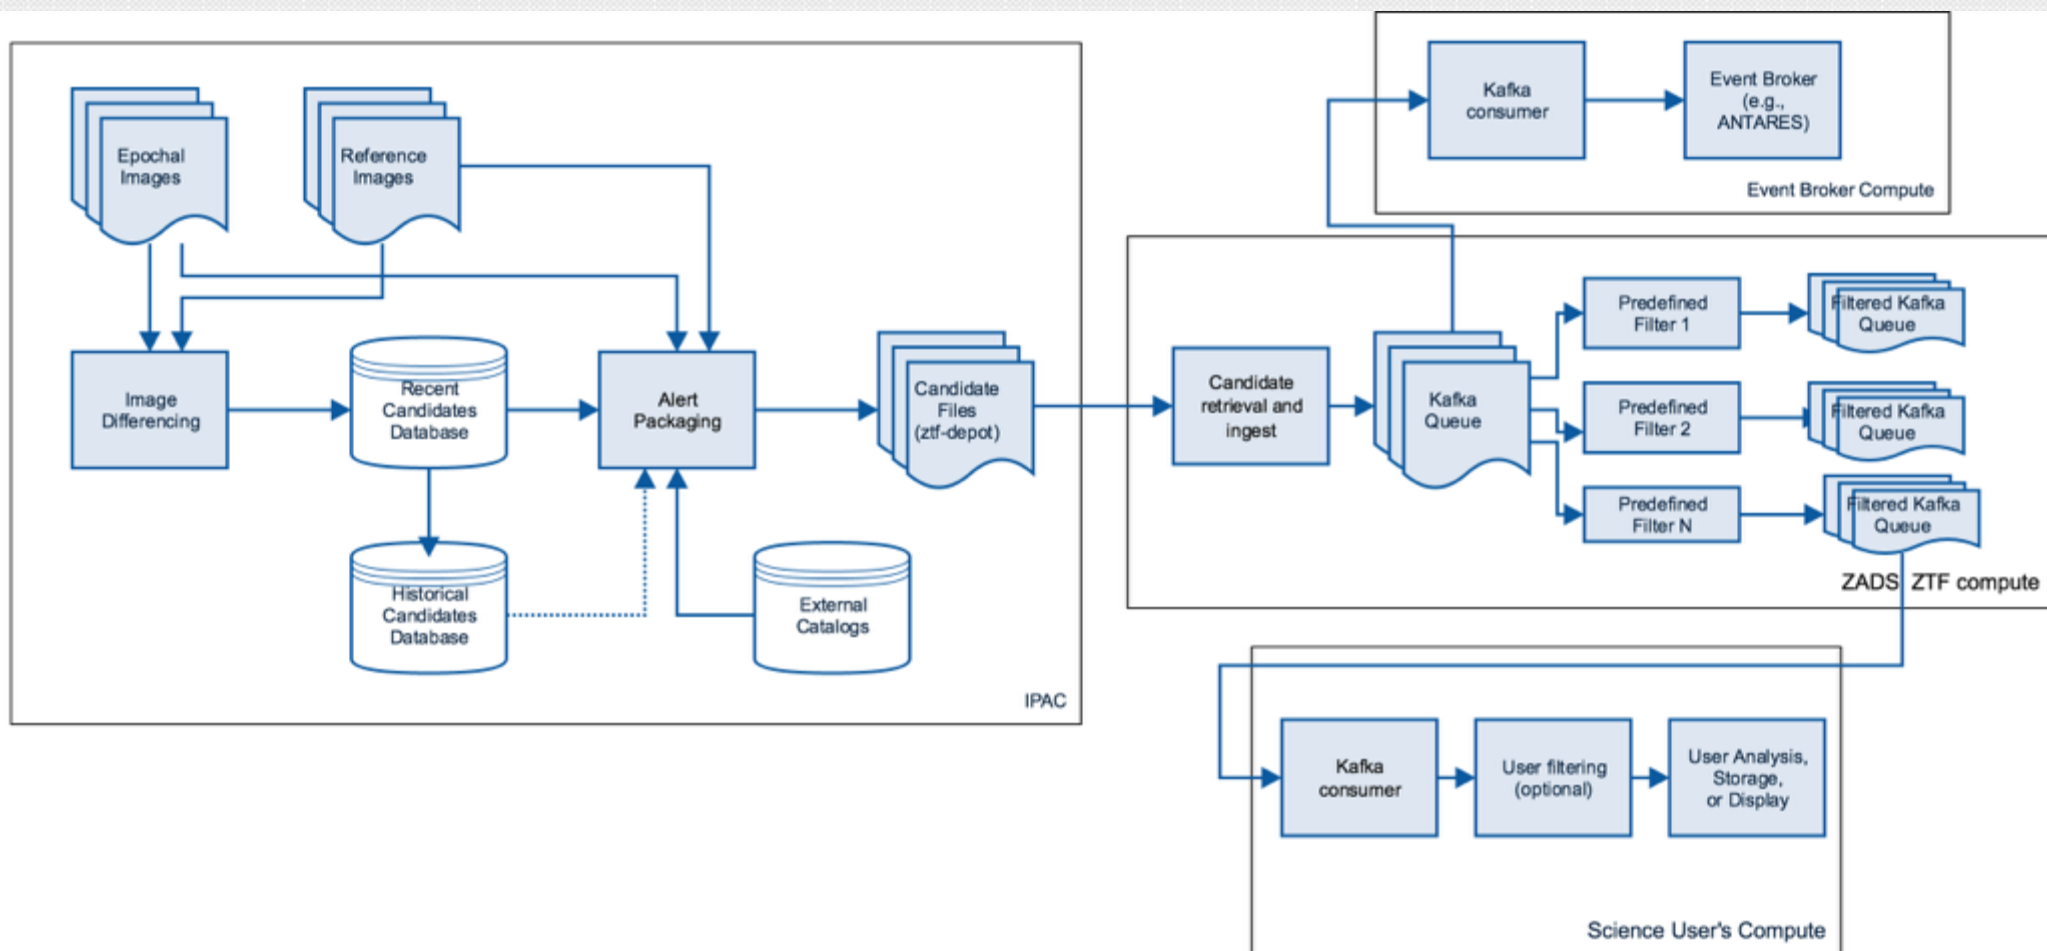 Epochal
Images
Reference
Images
Image
Differencing
Recent
Candidates
Database
Alert
Packaging
Candidate
Files
(ztf-depot)
Historical
Candidates
Database
External
Catalogs
IPAC
Kafka
consumer
Event Broker
(e.g.,
ANTARES)
Event Broker Compute
Candidate
retrieval and
ingest
Kafka
Queue
Predefined
Filter 1
Filtered Kafka
Queue
Predefined
Filter 2
Filtered Kafka
Queue
Predefined
Filter N
Filtered Kafka
Queue
ZADS ZTF compute
Kafka
consumer
User filtering
(optional)
User Analysis,
Storage,
or Display
Science User's Compute